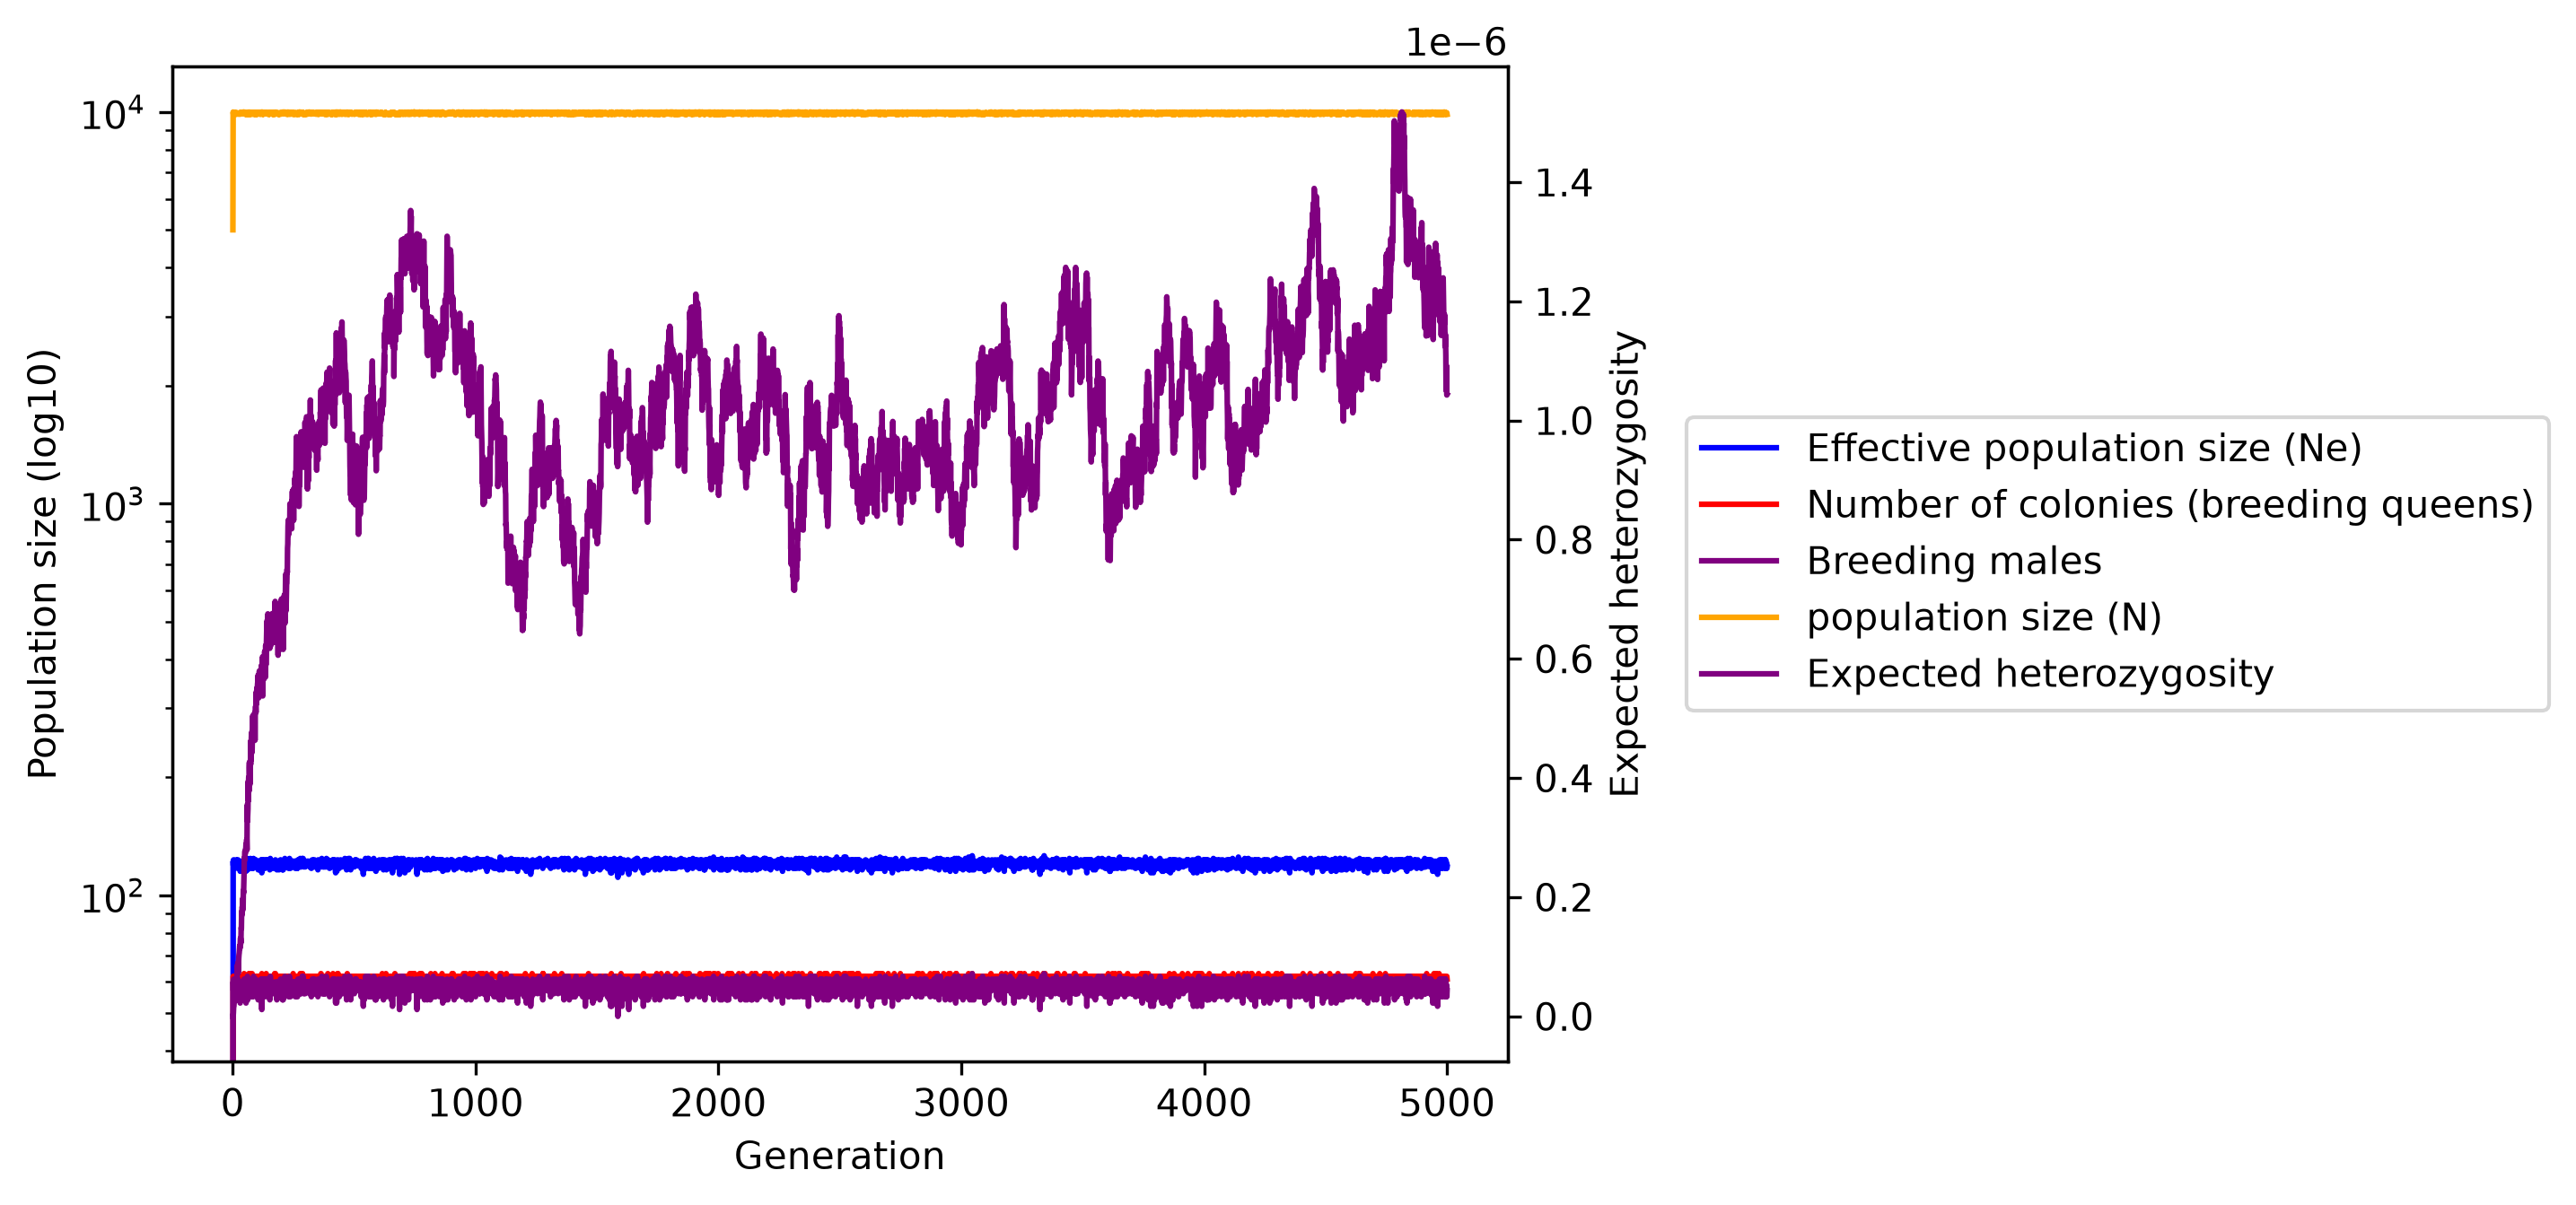 1e−6
10⁴
10³
10²
Population size (log10)
1.4
1.2
1.0
0.8
0.6
0.4
0.2
0.0
Expected heterozygosity
0 1000 2000 3000 4000 5000
Generation
Effective population size (Ne)
Number of colonies (breeding queens)
Breeding males
population size (N)
Expected heterozygosity